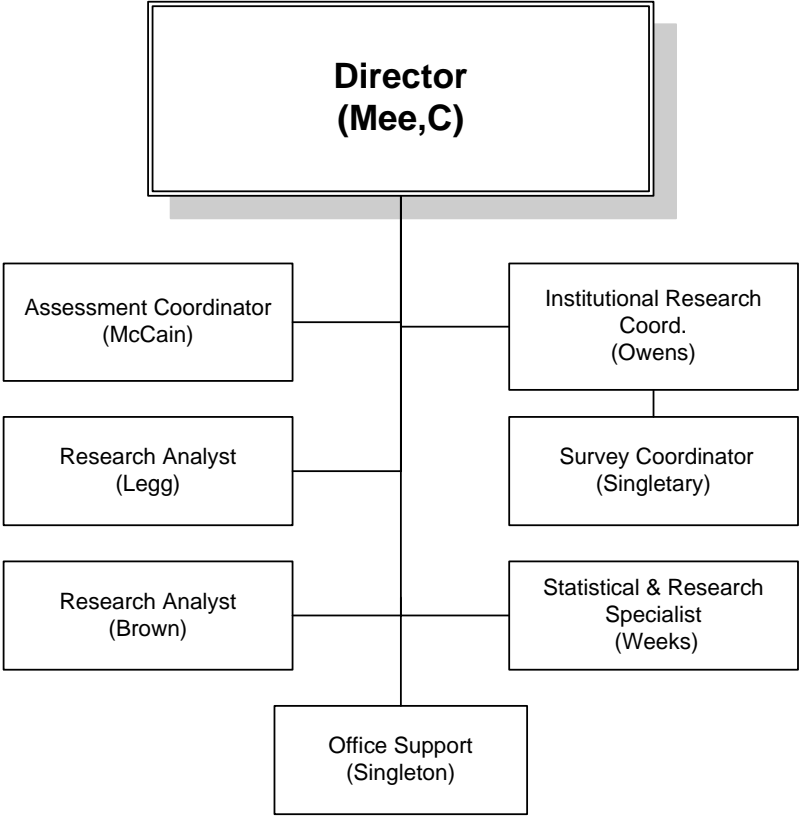 Director
(Mee,C)
Assessment Coordinator
(McCain)
Institutional Research
Coord.
(Owens)
Research Analyst
(Legg)
Survey Coordinator
(Singletary)
Research Analyst
(Brown)
Statistical & Research
Specialist
(Weeks)
Office Support
(Singleton)